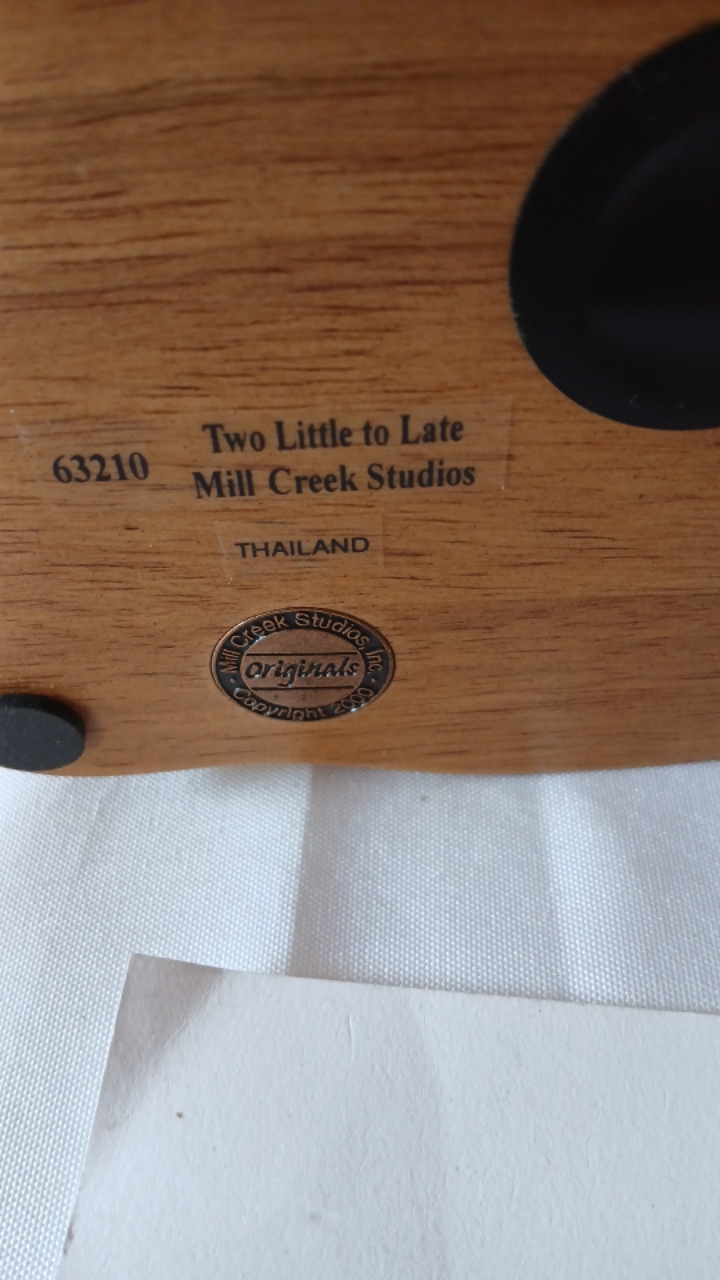 63210
Two Little to Late
Mill Creek Studios
THAILAND
Mill Creek Studios, Inc.
Originals
Copyright 2000